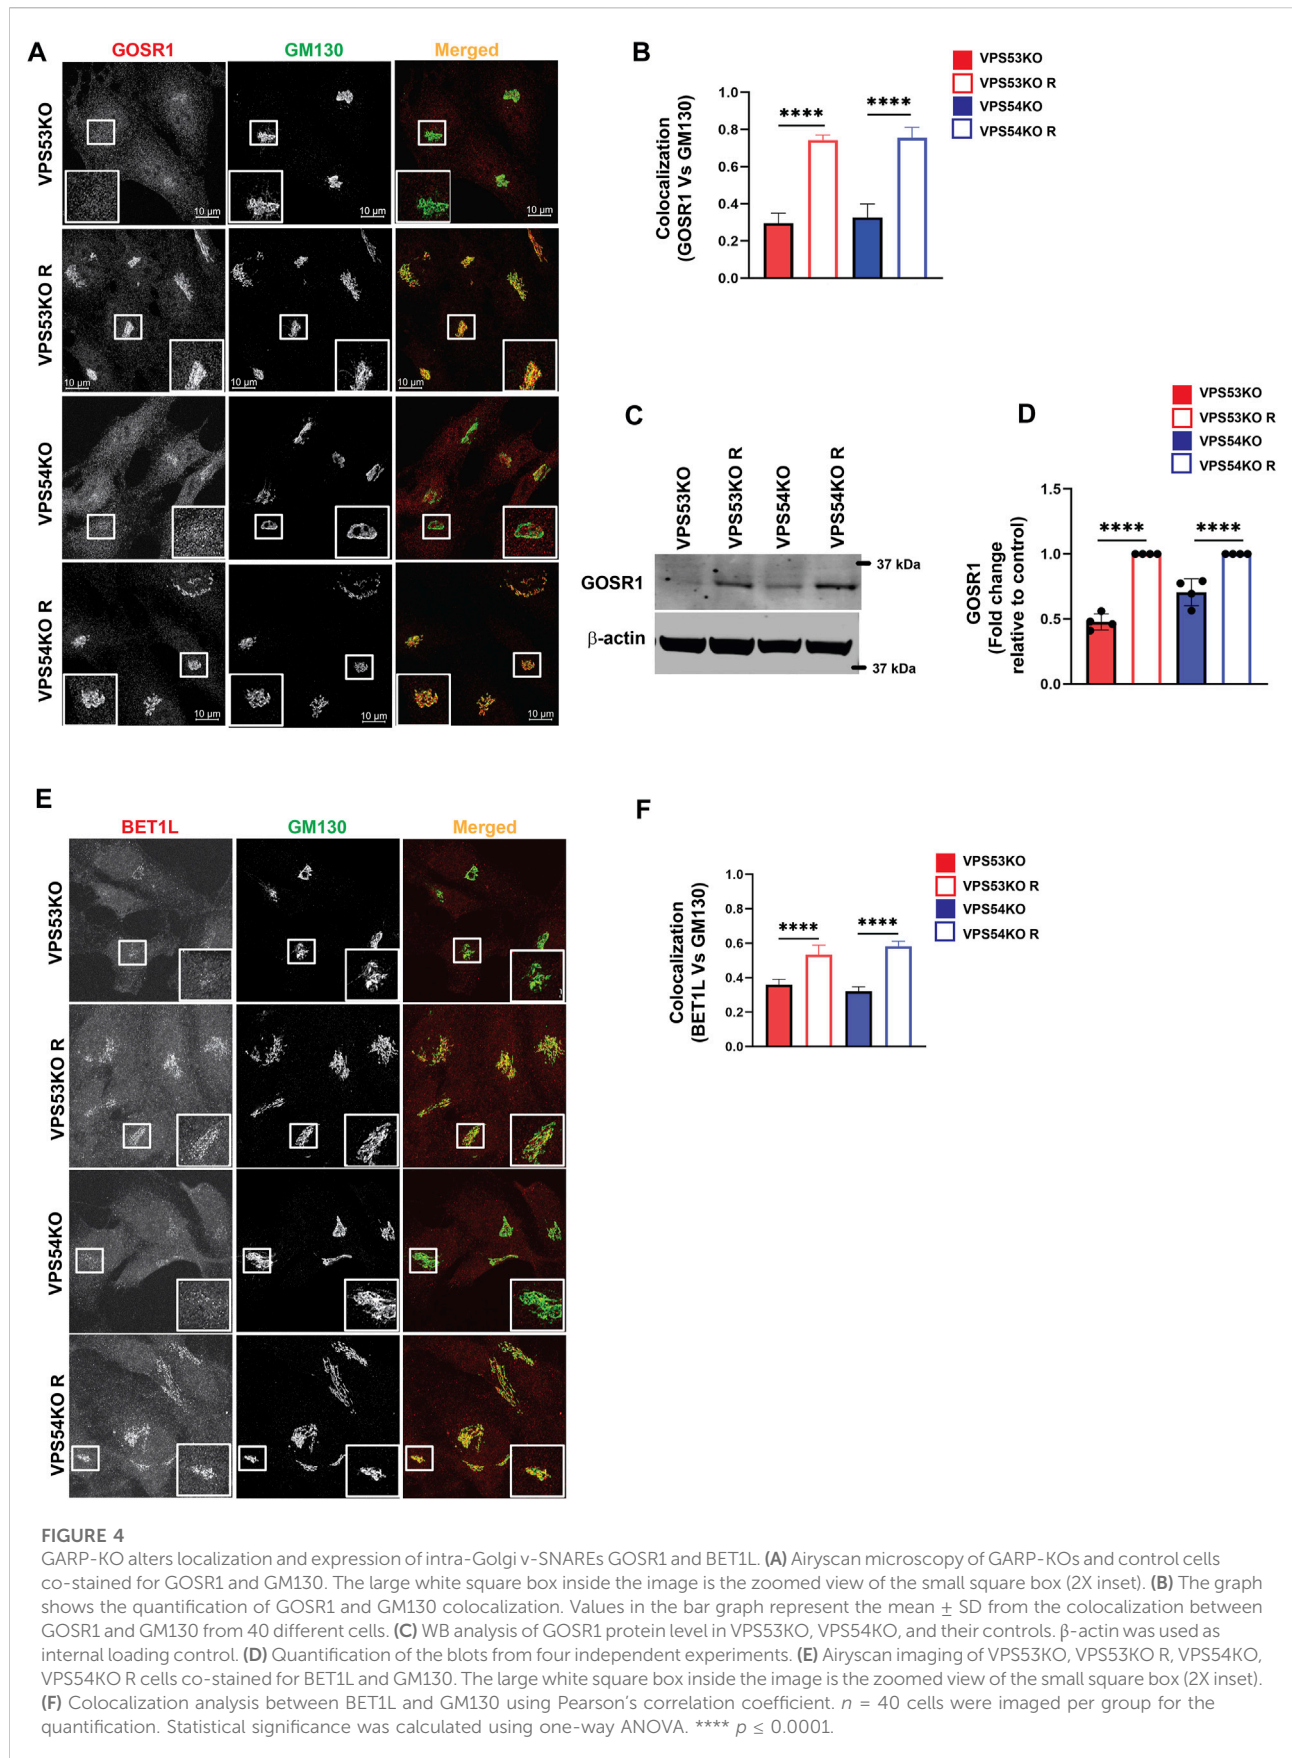 A
GOSR1 GM130 Merged
VPS53KO
10 µm 10 µm 10 µm
VPS53KO R
10 µm 10 µm 10 µm
VPS54KO
10 µm 10 µm 10 µm
VPS54KO R
10 µm 10 µm 10 µm
B
VPS53KO
VPS53KO R
VPS54KO
VPS54KO R
Colocalization
(GOSR1 Vs GM130)
1.0
0.8
0.6
0.4
0.2
0.0
**** ****
C
VPS53KO VPS53KO R VPS54KO VPS54KO R
GOSR1
37 kDa
β-actin
37 kDa
D
VPS53KO
VPS53KO R
VPS54KO
VPS54KO R
GOSR1
(Fold change
relative to control)
1.5
1.0
0.5
0.0
**** ****
E
BET1L GM130 Merged
VPS53KO
VPS53KO R
VPS54KO
VPS54KO R
F
VPS53KO
VPS53KO R
VPS54KO
VPS54KO R
Colocalization
(BET1L Vs GM130)
1.0
0.8
0.6
0.4
0.2
0.0
**** ****
FIGURE 4
GARP-KO alters localization and expression of intra-Golgi v-SNAREs GOSR1 and BET1L. (A) Airyscan microscopy of GARP-KOs and control cells
co-stained for GOSR1 and GM130. The large white square box inside the image is the zoomed view of the small square box (2X inset). (B) The graph
shows the quantification of GOSR1 and GM130 colocalization. Values in the bar graph represent the mean ± SD from the colocalization between
GOSR1 and GM130 from 40 different cells. (C) WB analysis of GOSR1 protein level in VPS53KO, VPS54KO, and their controls. β-actin was used as
internal loading control. (D) Quantification of the blots from four independent experiments. (E) Airyscan imaging of VPS53KO, VPS53KO R, VPS54KO,
VPS54KO R cells co-stained for BET1L and GM130. The large white square box inside the image is the zoomed view of the small square box (2X inset).
(F) Colocalization analysis between BET1L and GM130 using Pearson's correlation coefficient. n = 40 cells were imaged per group for the
quantification. Statistical significance was calculated using one-way ANOVA. **** p ≤ 0.0001.